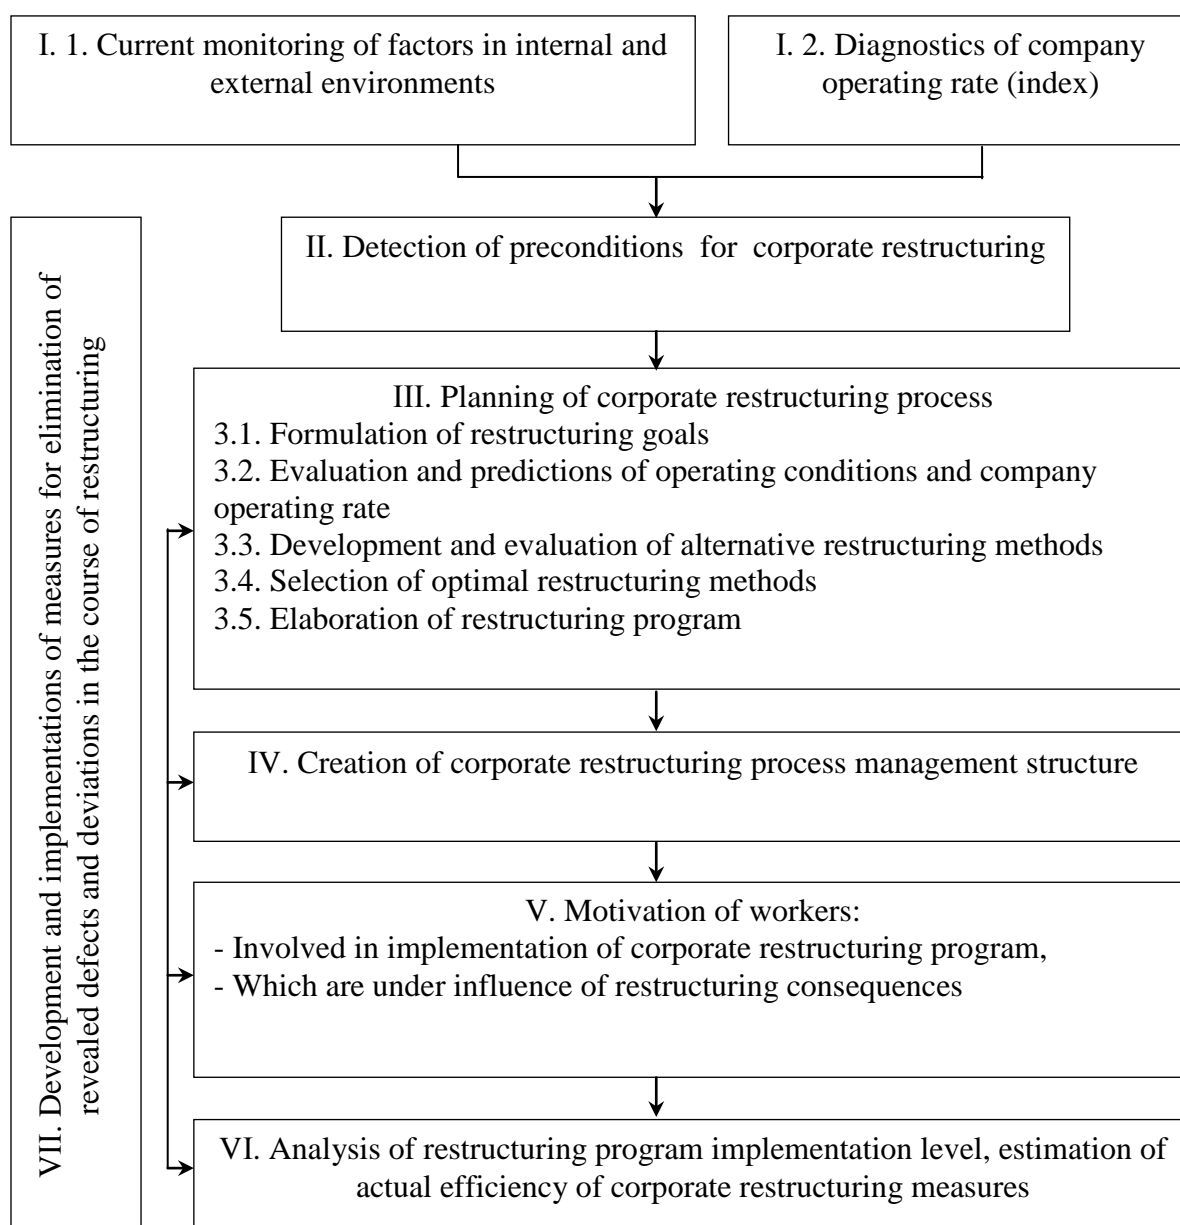 I. 1. Current monitoring of factors in internal and
external environments
I. 2. Diagnostics of company
operating rate (index)
II. Detection of preconditions  for  corporate restructuring
III. Planning of corporate restructuring process
3.1. Formulation of restructuring goals
3.2. Evaluation and predictions of operating conditions and company
operating rate
3.3. Development and evaluation of alternative restructuring methods
3.4. Selection of optimal restructuring methods
3.5. Elaboration of restructuring program
IV. Creation of corporate restructuring process management structure
V. Motivation of workers:
- Involved in implementation of corporate restructuring program,
- Which are under influence of restructuring consequences
VI. Analysis of restructuring program implementation level, estimation of
actual efficiency of corporate restructuring measures
VII. Development and implementations of measures for elimination of
revealed defects and deviations in the course of restructuring